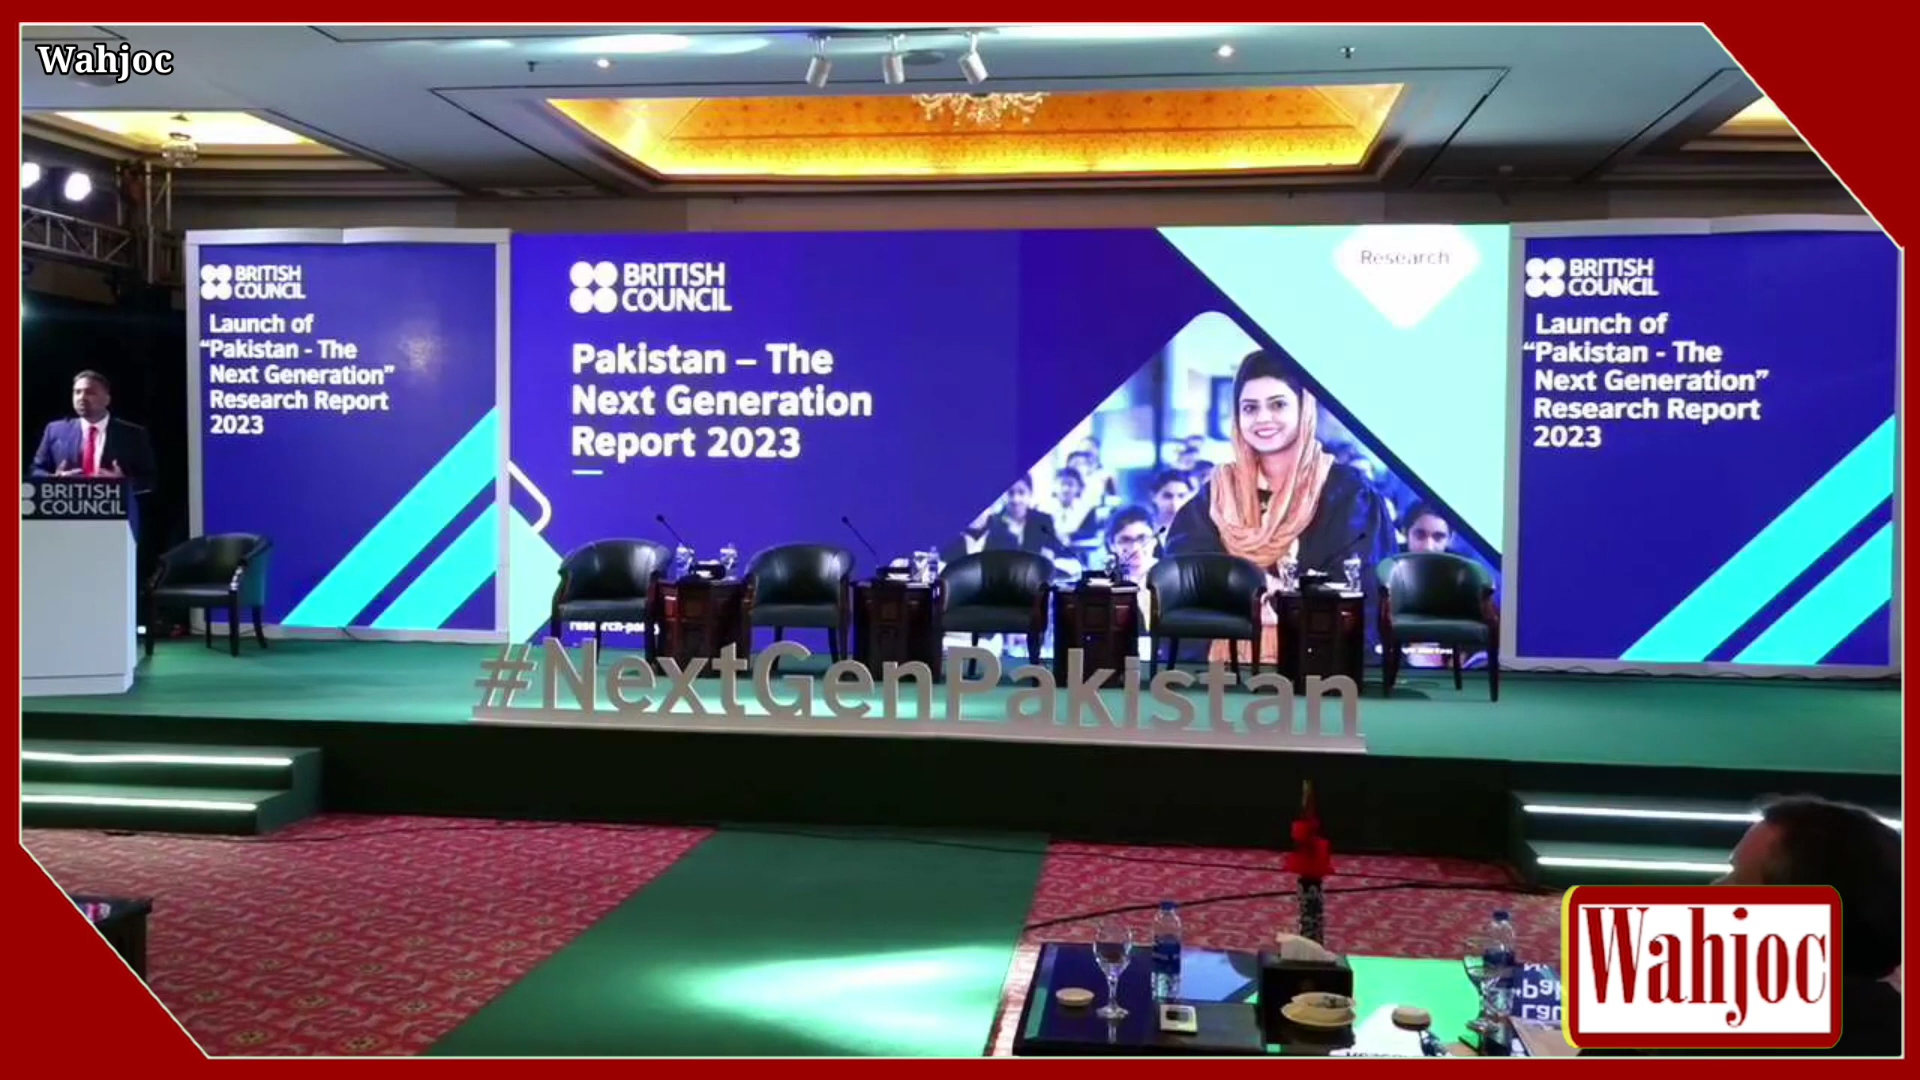 Wahjoc
BRITISH
COUNCIL
Launch of
“Pakistan - The
Next Generation”
Research Report
2023
BRITISH
COUNCIL
Pakistan – The
Next Generation
Report 2023
Research
BRITISH
COUNCIL
Launch of
“Pakistan - The
Next Generation”
Research Report
2023
BRITISH
COUNCIL
#NextGenPakistan
Wahjoc